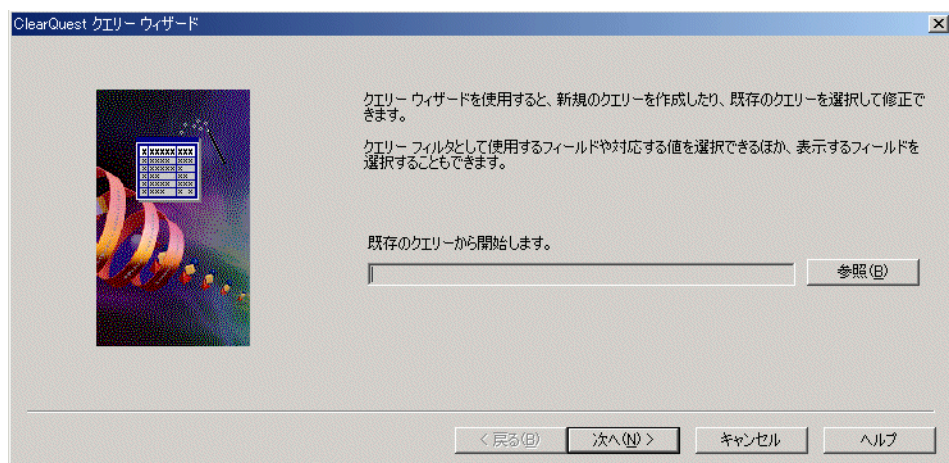 ClearQuest クエリー ウィザード
クエリー ウィザードを使用すると、新規のクエリーを作成したり、既存のクエリーを選択して修正で
きます。
クエリー フィルタとして使用するフィールドや対応する値を選択できるほか、表示するフィールドを
選択することもできます。
既存のクエリーから開始します。
参照(B)
< 戻る(B)
次へ(N) >
キャンセル
ヘルプ